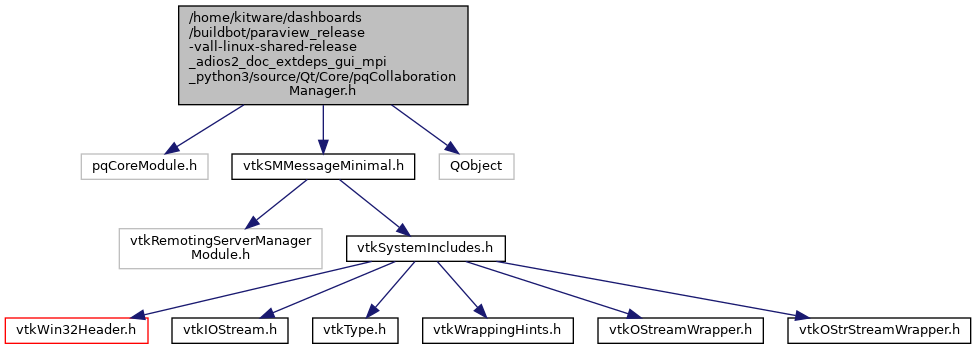 /home/kitware/dashboards
/buildbot/paraview_release
-vall-linux-shared-release
_adios2_doc_extdeps_gui_mpi
_python3/source/Qt/Core/pqCollaboration
Manager.h
pqCoreModule.h
vtkSMMessageMinimal.h
QObject
vtkRemotingServerManager
Module.h
vtkSystemIncludes.h
vtkWin32Header.h
vtkIOStream.h
vtkType.h
vtkWrappingHints.h
vtkOStreamWrapper.h
vtkOStrStreamWrapper.h